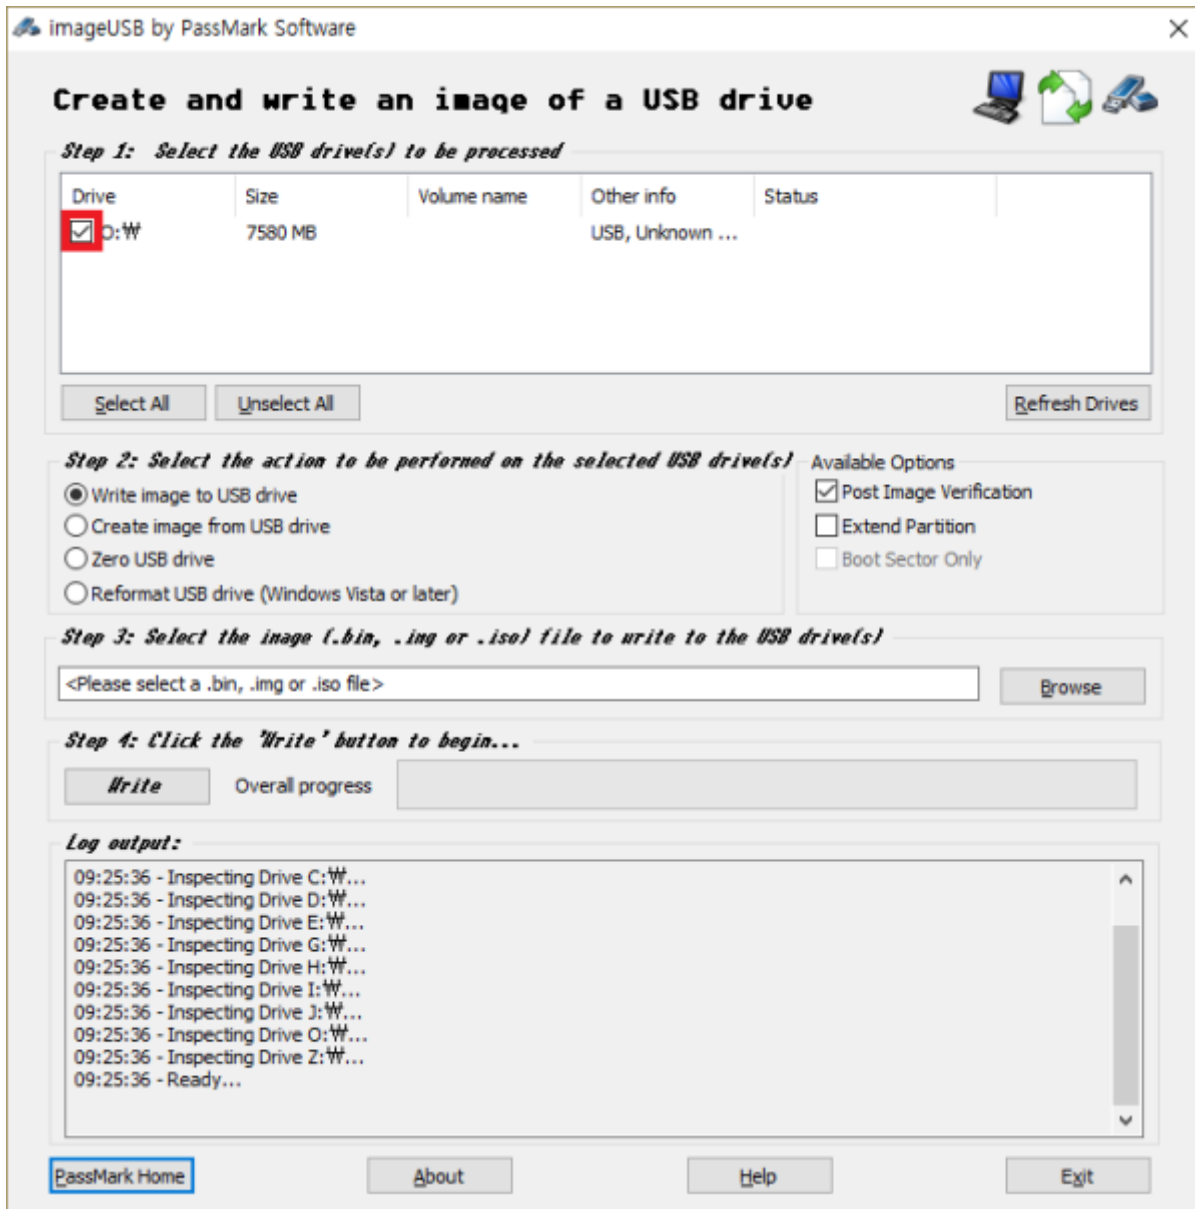 imageUSB by PassMark Software
Create and write an image of a USB drive
Step 1: Select the USB drive(s) to be processed
Drive Size Volume name Other info Status
O:₩ 7580 MB USB, Unknown ...
Select All Unselect All Refresh Drives
Step 2: Select the action to be performed on the selected USB drive(s) Available Options
Write image to USB drive Post Image Verification
Create image from USB drive Extend Partition
Zero USB drive Boot Sector Only
Reformat USB drive (Windows Vista or later)
Step 3: Select the image (.bin, .img or .iso) file to write to the USB drive(s)
<Please select a .bin, .img or .iso file> Browse
Step 4: Click the 'Write' button to begin...
Write Overall progress
Log output:
09:25:36 - Inspecting Drive C:₩...
09:25:36 - Inspecting Drive D:₩...
09:25:36 - Inspecting Drive E:₩...
09:25:36 - Inspecting Drive G:₩...
09:25:36 - Inspecting Drive H:₩...
09:25:36 - Inspecting Drive I:₩...
09:25:36 - Inspecting Drive J:₩...
09:25:36 - Inspecting Drive O:₩...
09:25:36 - Inspecting Drive Z:₩...
09:25:36 - Ready...
PassMark Home About Help Exit